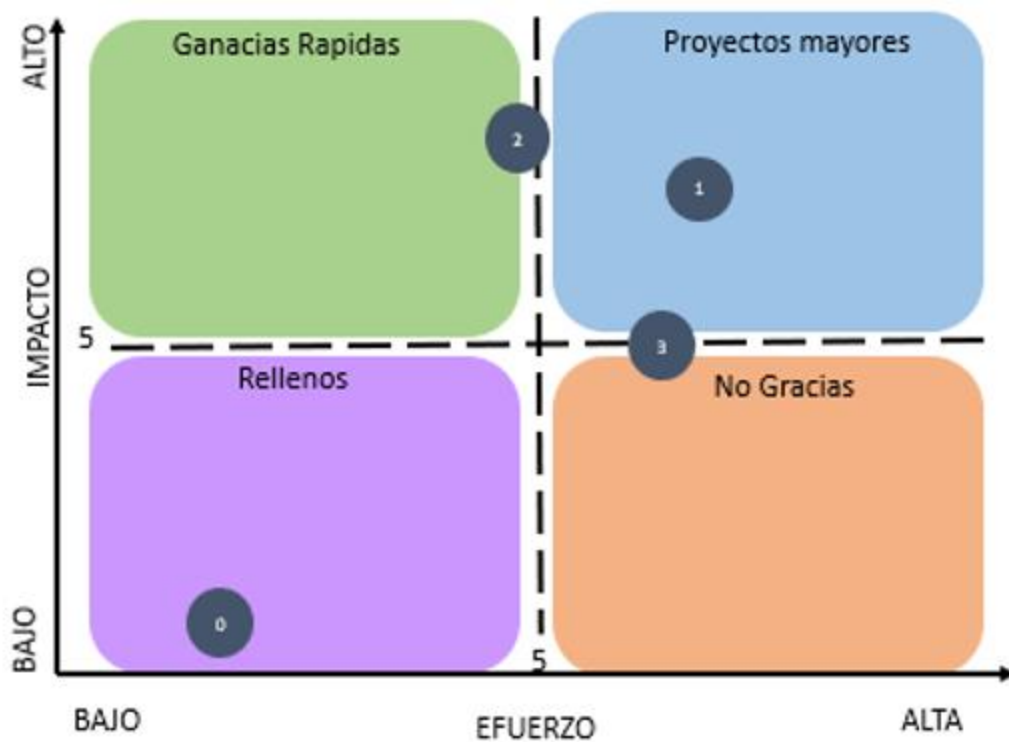 ALTO
Ganacias Rapidas
Proyectos mayores
2
1
IMPACTO
5
3
Rellenos
No Gracias
0
BAJO
5
BAJO
EFUERZO
ALTA